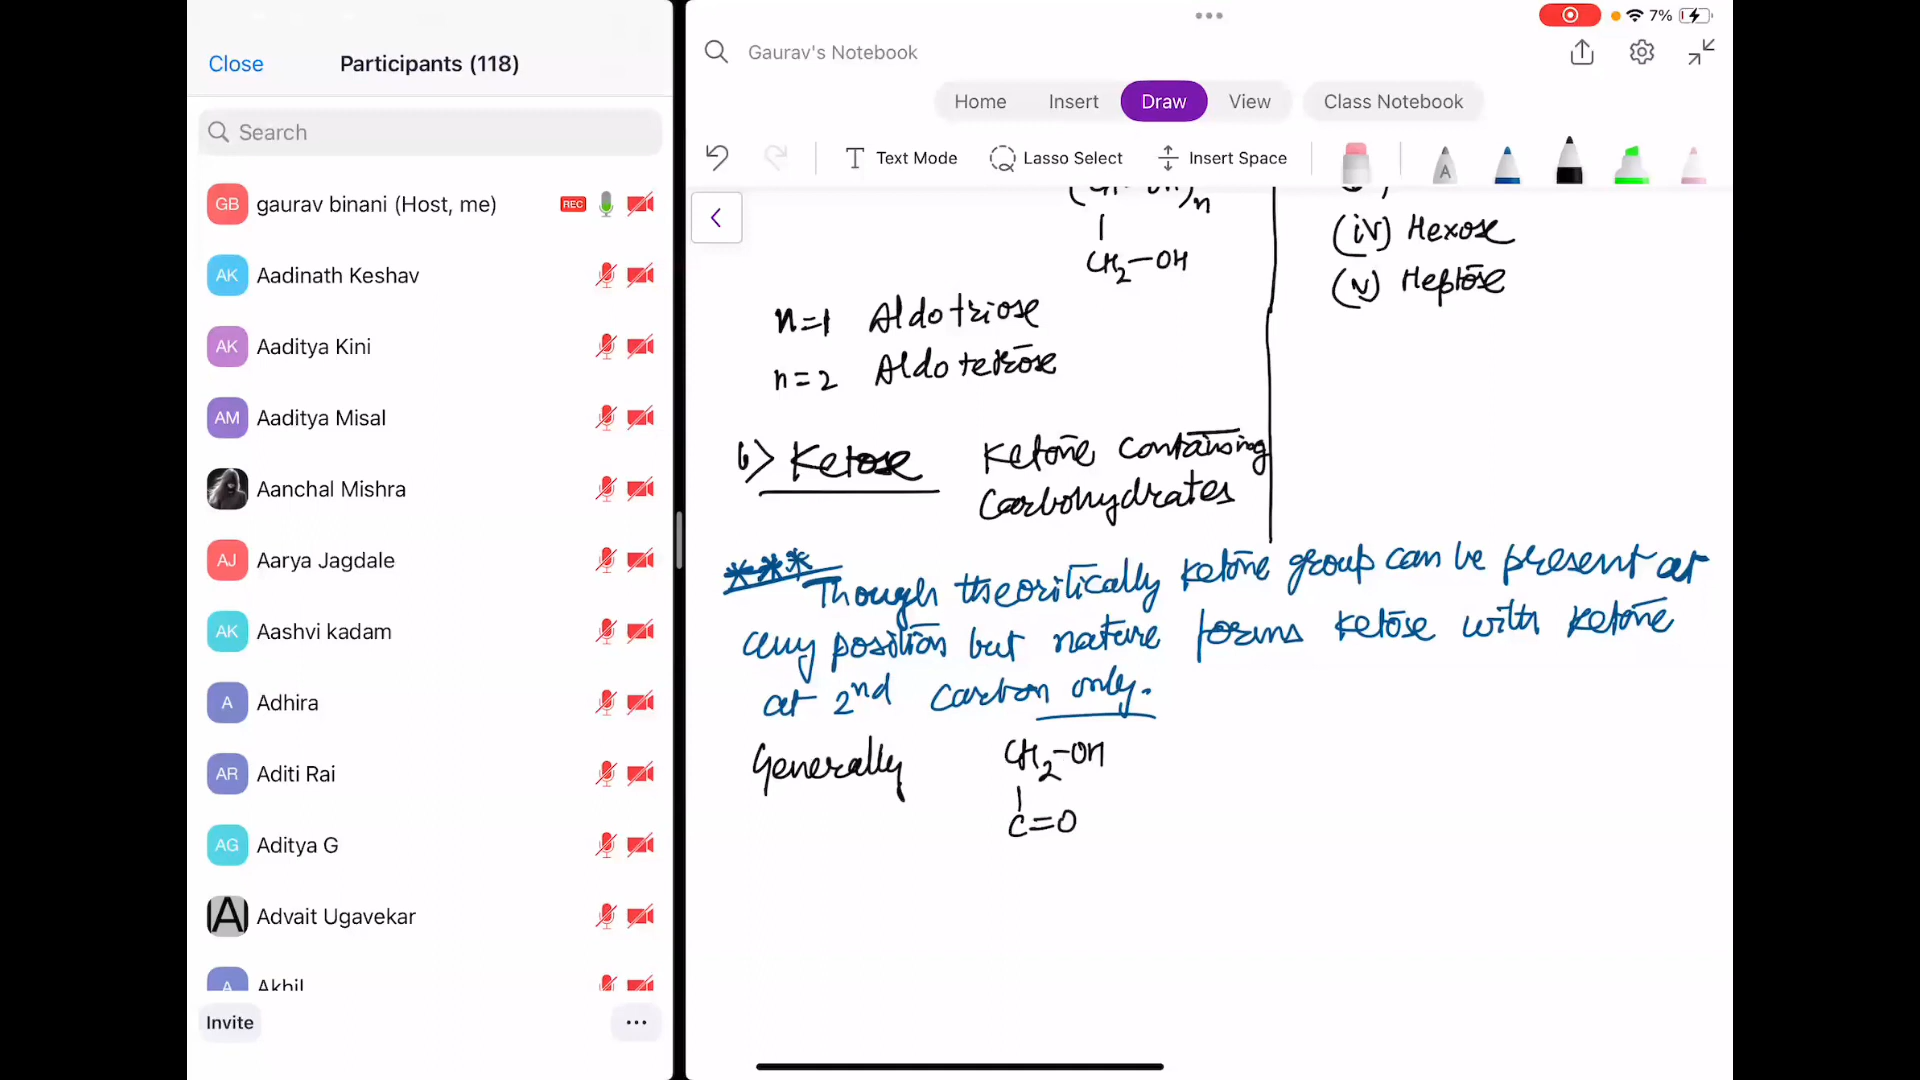 7%
Close
Participants (118)
Search
GB gaurav binani (Host, me) REC
AK Aadinath Keshav
AK Aaditya Kini
AM Aaditya Misal
Aanchal Mishra
AJ Aarya Jagdale
AK Aashvi kadam
A Adhira
AR Aditi Rai
AG Aditya G
A Advait Ugavekar
A Akhil
Invite
Gaurav's Notebook
Home Insert Draw View Class Notebook
Text Mode Lasso Select Insert Space
A
(CH-OH)n
CH2-OH
n=1 Aldotriose
n=2 Aldotetrose
(iv) Hexose
(v) Heptose
b> Ketose Ketone containing
Carbohydrates
*** Though theoritically Ketone group can be present at
any position but nature forms Ketose with Ketone
at 2nd carbon only.
Generally CH2-OH
C=O